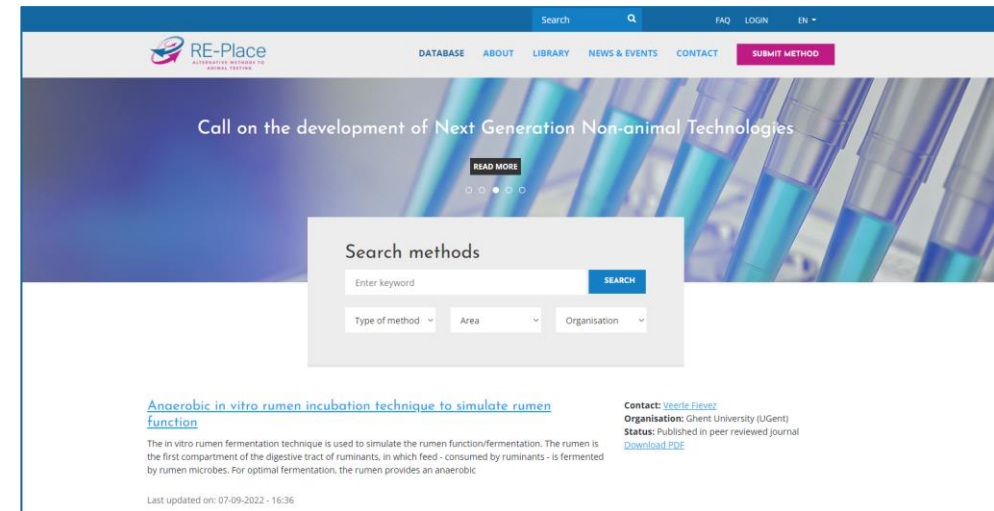 Search
FAQ LOGIN EN
RE-Place
ALTERNATIVE METHODS TO
ANIMAL TESTING
DATABASE ABOUT LIBRARY NEWS & EVENTS CONTACT SUBMIT METHOD
Call on the development of Next Generation Non-animal Technologies
READ MORE
Search methods
Enter keyword SEARCH
Type of method Area Organisation
Anaerobic in vitro rumen incubation technique to simulate rumen
function
The in vitro rumen fermentation technique is used to simulate the rumen function/fermentation. The rumen is
the first compartment of the digestive tract of ruminants, in which feed - consumed by ruminants - is fermented
by rumen microbes. For optimal fermentation, the rumen provides an anaerobic
Last updated on: 07-09-2022 - 16:36
Contact: Veerle Fievez
Organisation: Ghent University (UGent)
Status: Published in peer reviewed journal
Download PDF